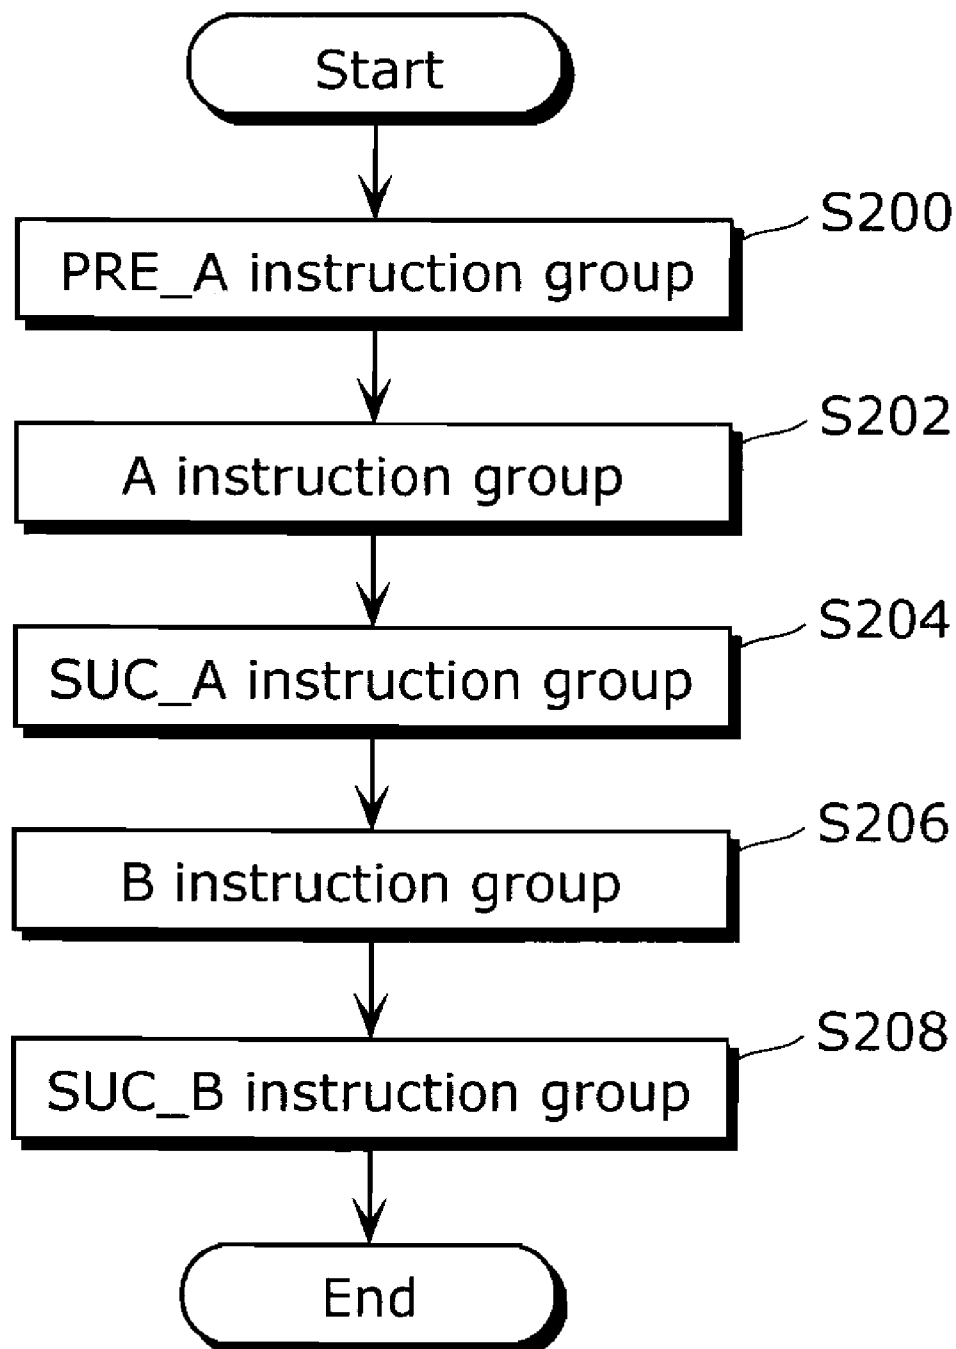 Start
S200
PRE_A instruction group
S202
A instruction group
S204
SUC_A instruction group
S206
B instruction group
S208
SUC_B instruction group
End